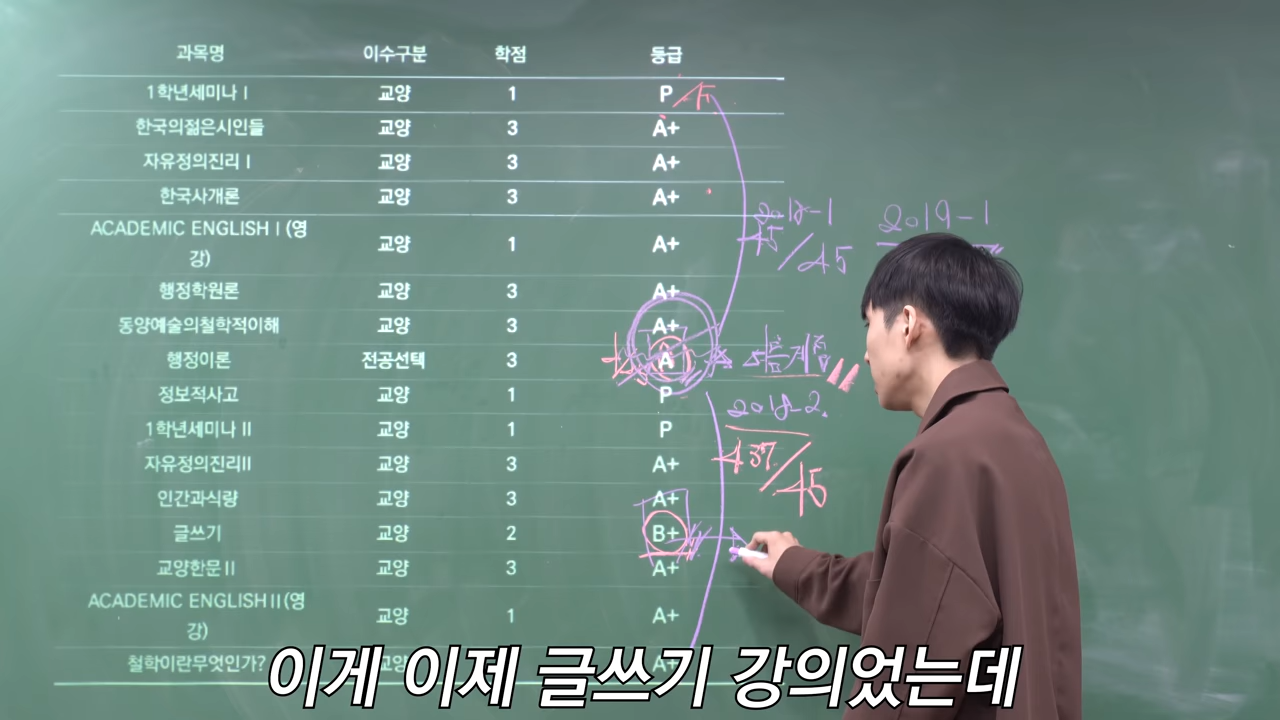 과목명 이수구분 학점 등급
1학년세미나 I 교양 1 P
한국의젊은시인들 교양 3 A+
자유정의진리 I 교양 3 A+
한국사개론 교양 3 A+
ACADEMIC ENGLISH I (영강) 교양 1 A+
행정학원론 교양 3 A+
동양예술의철학적이해 교양 3 A+
행정이론 전공선택 3 A
정보적사고 교양 1 P
1학년세미나 II 교양 1 P
자유정의진리II 교양 3 A+
인간과식량 교양 3 A+
글쓰기 교양 2 B+
교양한문 II 교양 3 A+
ACADEMIC ENGLISH II (영강) 교양 1 A+
철학이란무엇인가? A+
2018-1
4.5/4.5
2019-1
2018-2
4.37/4.5
이게 이제 글쓰기 강의었는데